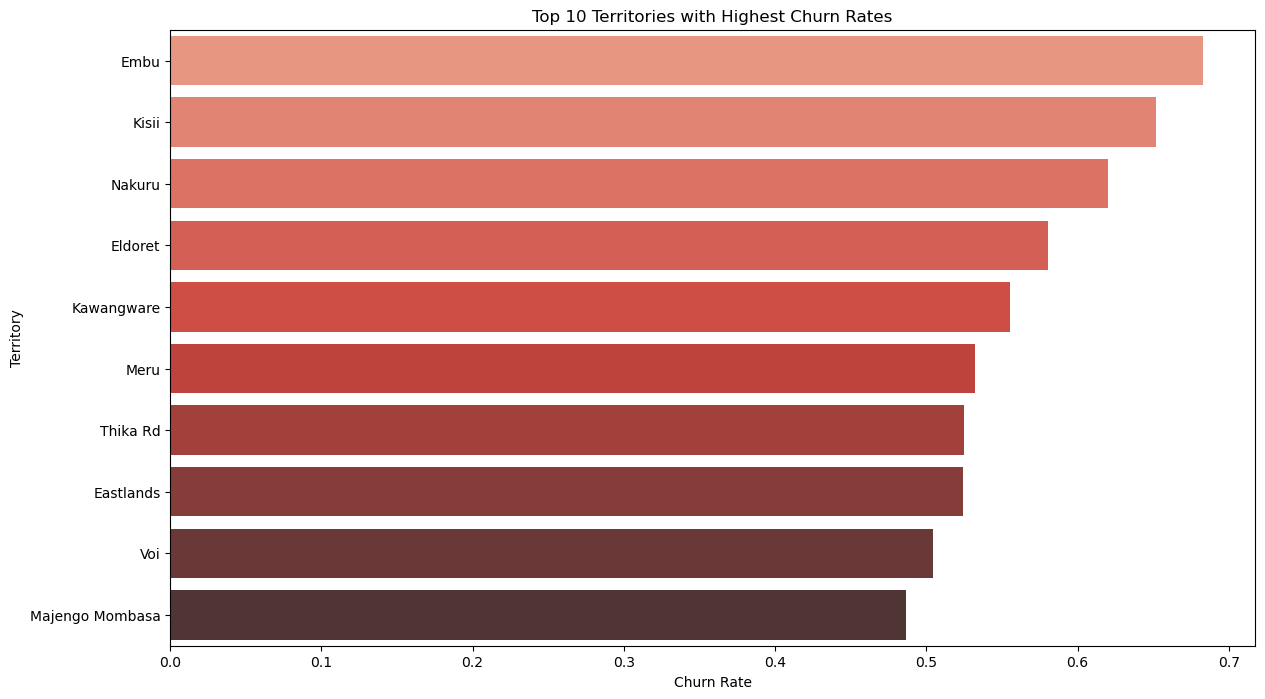 Top 10 Territories with Highest Churn Rates
Embu
Kisii
Nakuru
Eldoret
Kawangware
Meru
Thika Rd
Eastlands
Voi
Majengo Mombasa
Territory
0.0 0.1 0.2 0.3 0.4 0.5 0.6 0.7
Churn Rate